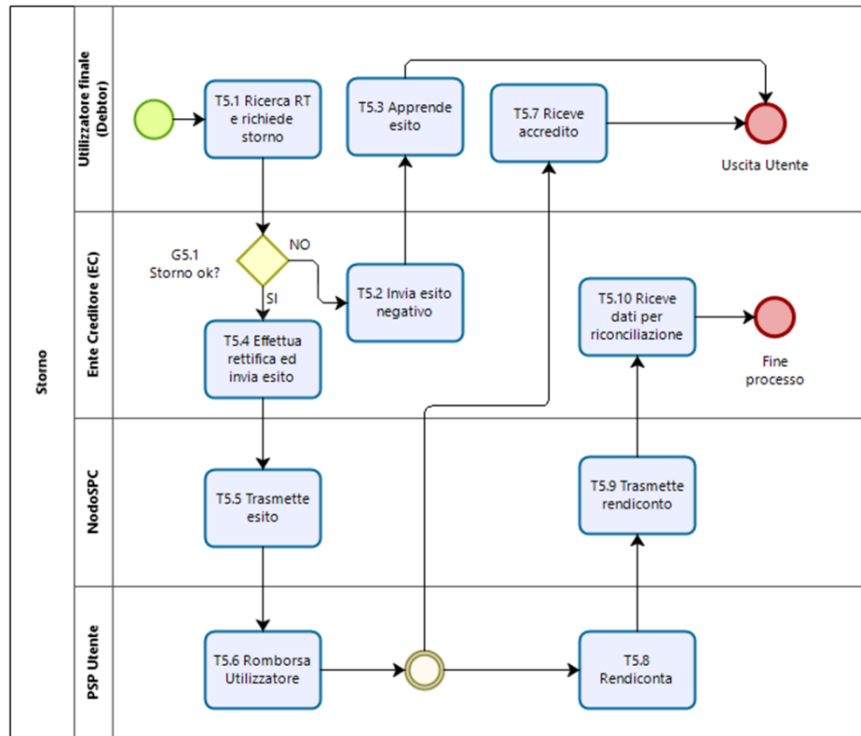 Storno
Utilizzatore finale
(Debtor)
T5.1 Ricerca RT
e richiede
storno
T5.3 Apprende
esito
T5.7 Riceve
accredito
Uscita Utente
Ente Creditore (EC)
G5.1
Storno ok?
NO
SI
T5.2 Invia esito
negativo
T5.4 Effettua
rettifica ed
invia esito
T5.10 Riceve
dati per
riconciliazione
Fine
processo
NodoSPC
T5.5 Trasmette
esito
T5.9 Trasmette
rendiconto
PSP Utente
T5.6 Romborsa
Utilizzatore
T5.8
Rendiconta